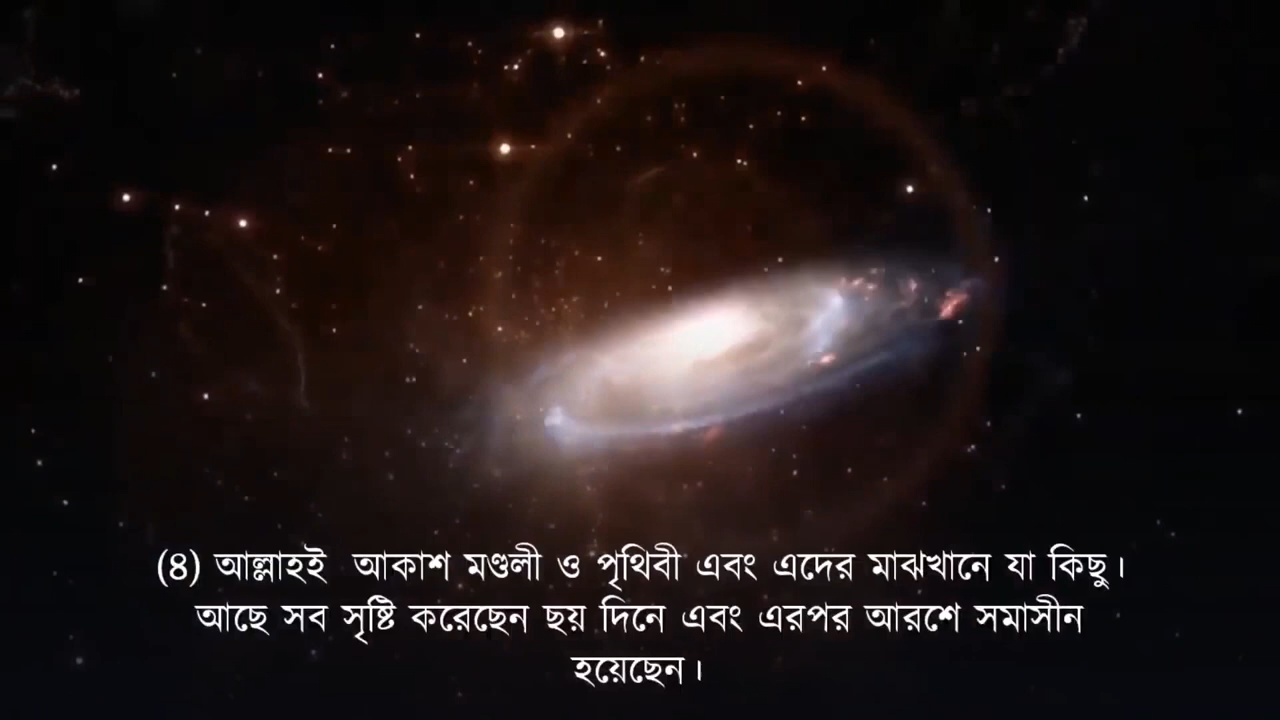 (৪) আল্লাহই আকাশ মণ্ডলী ও পৃথিবী এবং এদের মাঝখানে যা কিছু।
আছে সব সৃষ্টি করেছেন ছয় দিনে এবং এরপর আরশে সমাসীন
হয়েছেন।